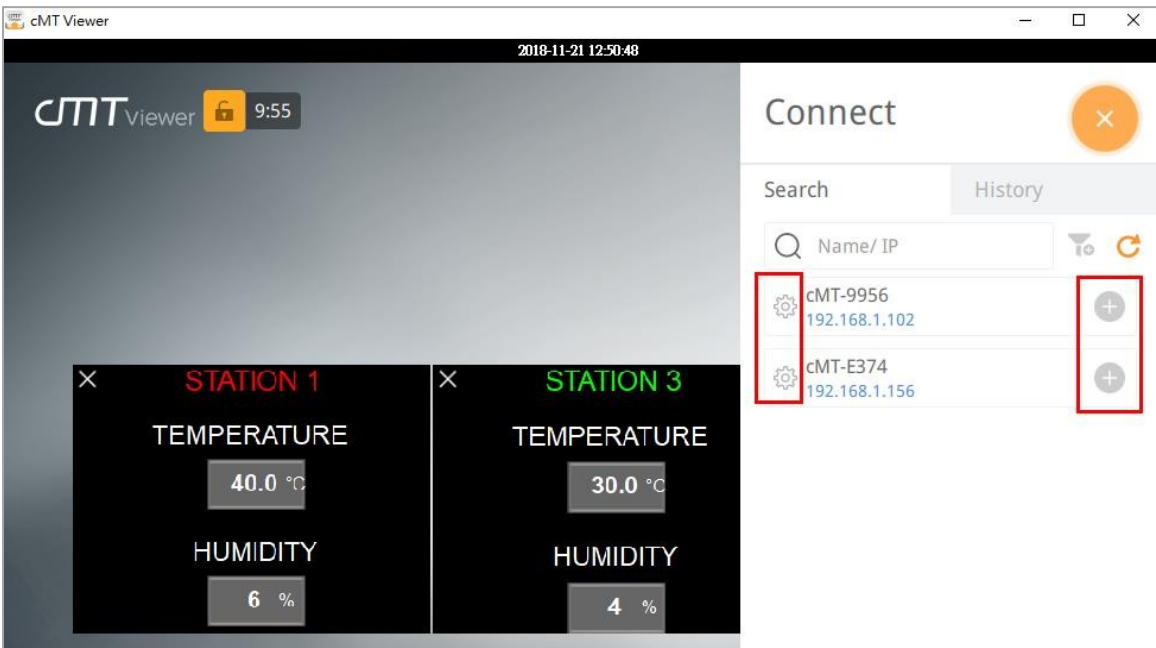 cMT Viewer
2018-11-21 12:50:48
cMT Viewer 9:55
Connect
Search History
Name/ IP
cMT-9956
192.168.1.102
cMT-E374
192.168.1.156
STATION 1
TEMPERATURE
40.0 °C
HUMIDITY
6 %
STATION 3
TEMPERATURE
30.0 °C
HUMIDITY
4 %